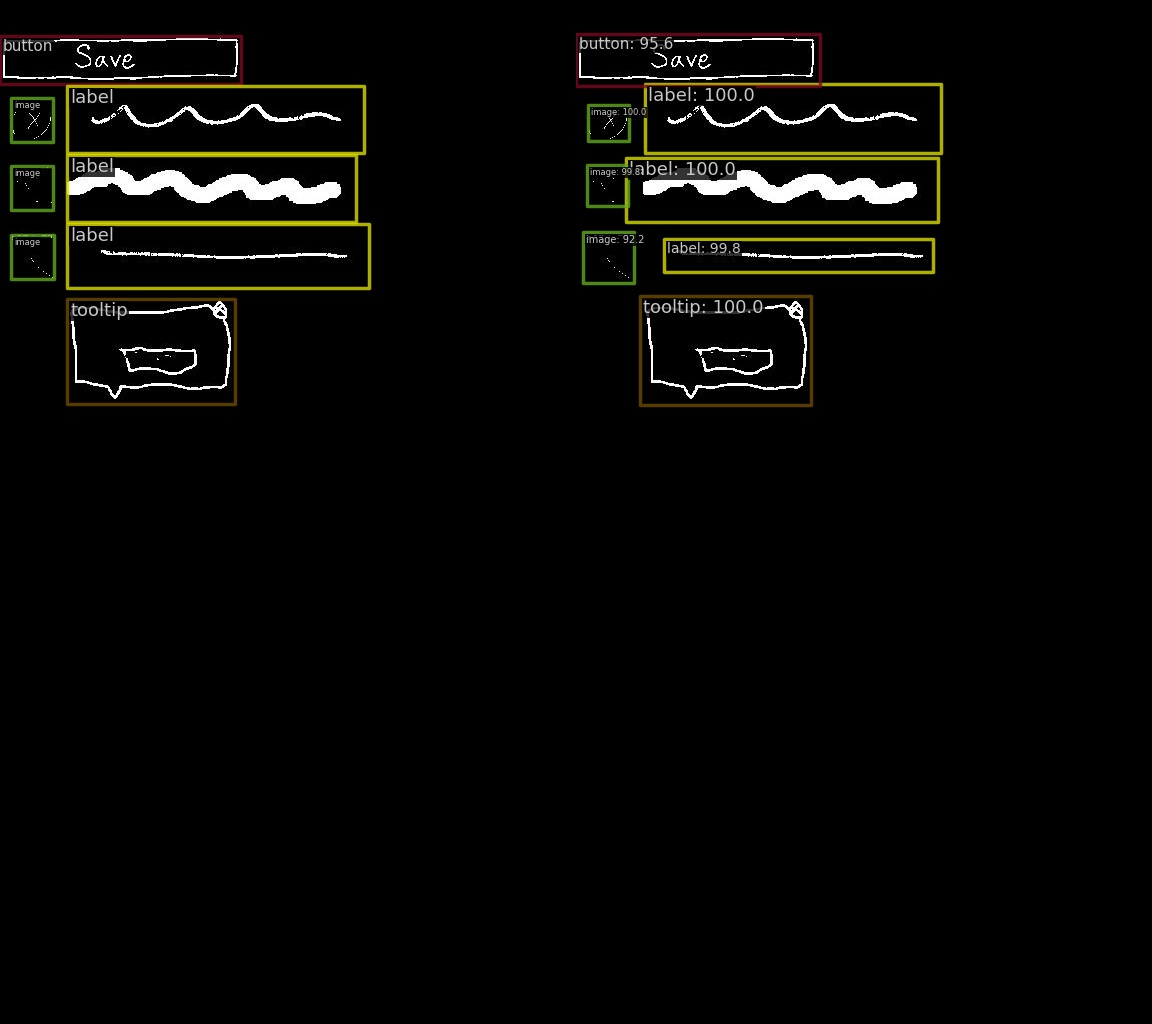 button button: 95.6
Save Save
label label: 100.0
image image: 100.0
label label: 100.0
image image: 99.8
label label: 99.8
image image: 92.2
tooltip tooltip: 100.0